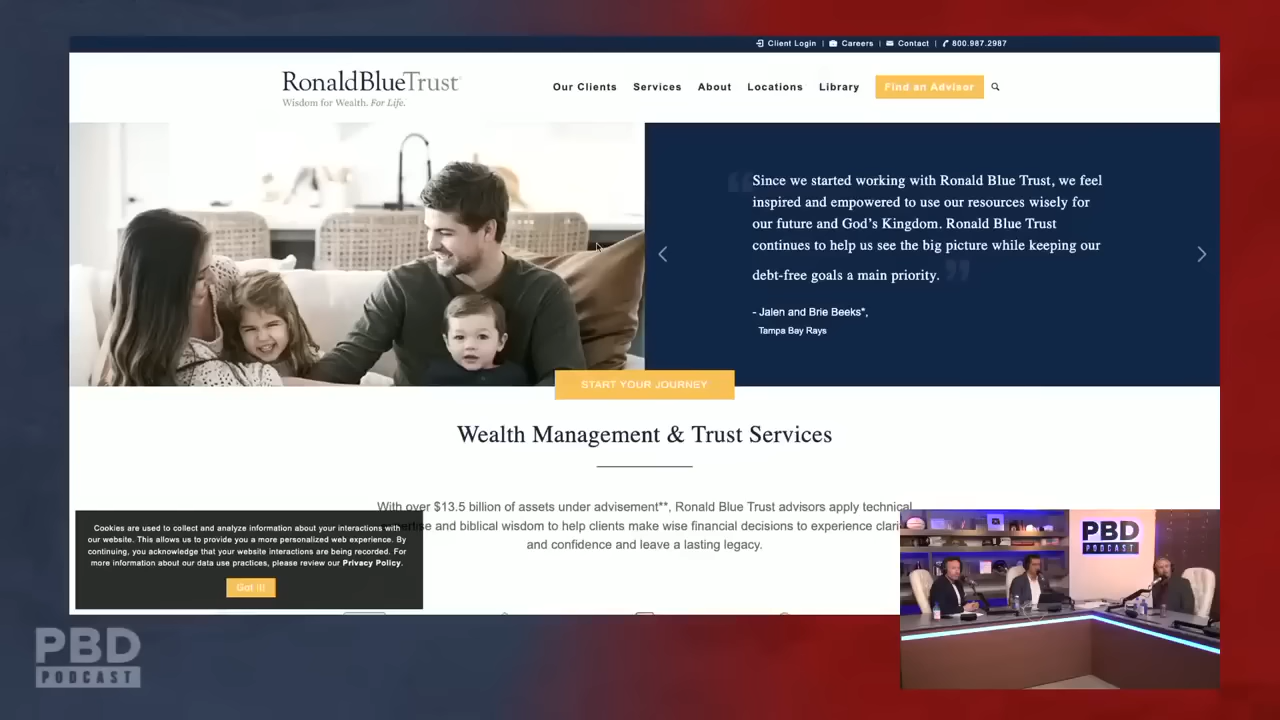 Client Login | Careers | Contact | 800.987.2987
RonaldBlueTrust
Wisdom for Wealth. For Life.
Our Clients Services About Locations Library Find an Advisor
Since we started working with Ronald Blue Trust, we feel
inspired and empowered to use our resources wisely for
our future and God's Kingdom. Ronald Blue Trust
continues to help us see the big picture while keeping our
debt-free goals a main priority.
- Jalen and Brie Beeks*,
Tampa Bay Rays
START YOUR JOURNEY
Wealth Management & Trust Services
With over $13.5 billion of assets under advisement**, Ronald Blue Trust advisors apply technical
and biblical wisdom to help clients make wise financial decisions to experience
and confidence and leave a lasting legacy.
Cookies are used to collect and analyze information about your interactions with
our website. This allows us to provide you a more personalized web experience. By
continuing, you acknowledge that your website interactions are being recorded. For
more information about our data use practices, please review our Privacy Policy.
Got it!
PBD
PODCAST
PBD
PODCAST